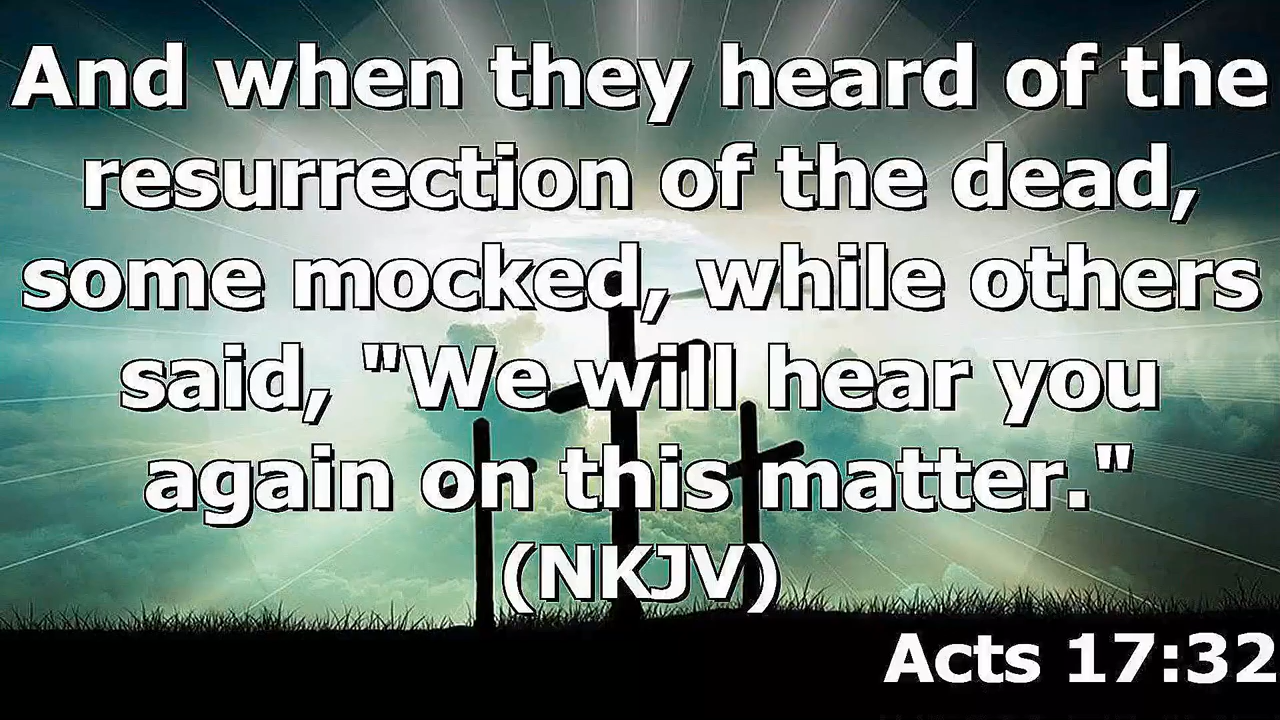 And when they heard of the
resurrection of the dead,
some mocked, while others
said, "We will hear you
again on this matter."
(NKJV)
Acts 17:32